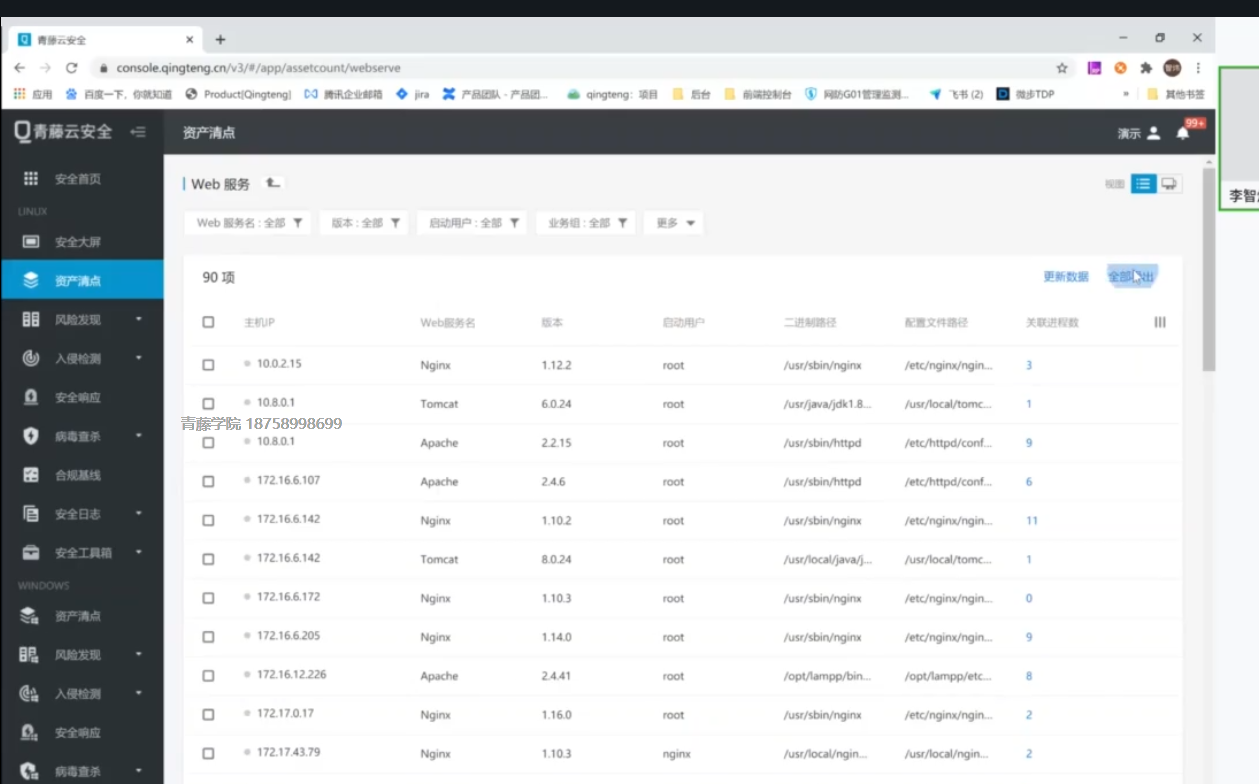 青藤云安全
console.qingteng.cn/v3/#/app/assetcount/webserve
应用 百度一下，你就知道 Product[Qingteng] 腾讯企业邮箱 jira 产品团队 - 产品团... qingteng：项目 后台 前端控制台 网防G01管理监测... 飞书 (2) 微步TDP » 其他书签
青藤云安全 资产清点 演示 99+
安全首页
LINUX
安全大屏
资产清点
风险发现
入侵检测
安全响应
病毒查杀
合规基线
安全日志
安全工具箱
WINDOWS
资产清点
风险发现
入侵检测
安全响应
病毒查杀
Web 服务 视图
Web 服务名 : 全部 版本 : 全部 启动用户 : 全部 业务组 : 全部 更多
90 项 更新数据 全部导出
主机IP Web服务名 版本 启动用户 二进制路径 配置文件路径 关联进程数
10.0.2.15 Nginx 1.12.2 root /usr/sbin/nginx /etc/nginx/ngin... 3
10.8.0.1 Tomcat 6.0.24 root /usr/java/jdk1.8... /usr/local/tomc... 1
青藤学院 18758998699
10.8.0.1 Apache 2.2.15 root /usr/sbin/httpd /etc/httpd/conf... 9
172.16.6.107 Apache 2.4.6 root /usr/sbin/httpd /etc/httpd/conf... 6
172.16.6.142 Nginx 1.10.2 root /usr/sbin/nginx /etc/nginx/ngin... 11
172.16.6.142 Tomcat 8.0.24 root /usr/local/java/j... /usr/local/tomc... 1
172.16.6.172 Nginx 1.10.3 root /usr/sbin/nginx /etc/nginx/ngin... 0
172.16.6.205 Nginx 1.14.0 root /usr/sbin/nginx /etc/nginx/ngin... 9
172.16.12.226 Apache 2.4.41 root /opt/lampp/bin... /opt/lampp/etc... 8
172.17.0.17 Nginx 1.16.0 root /usr/sbin/nginx /etc/nginx/ngin... 2
172.17.43.79 Nginx 1.10.3 nginx /usr/local/ngin... /usr/local/ngin... 2
李智